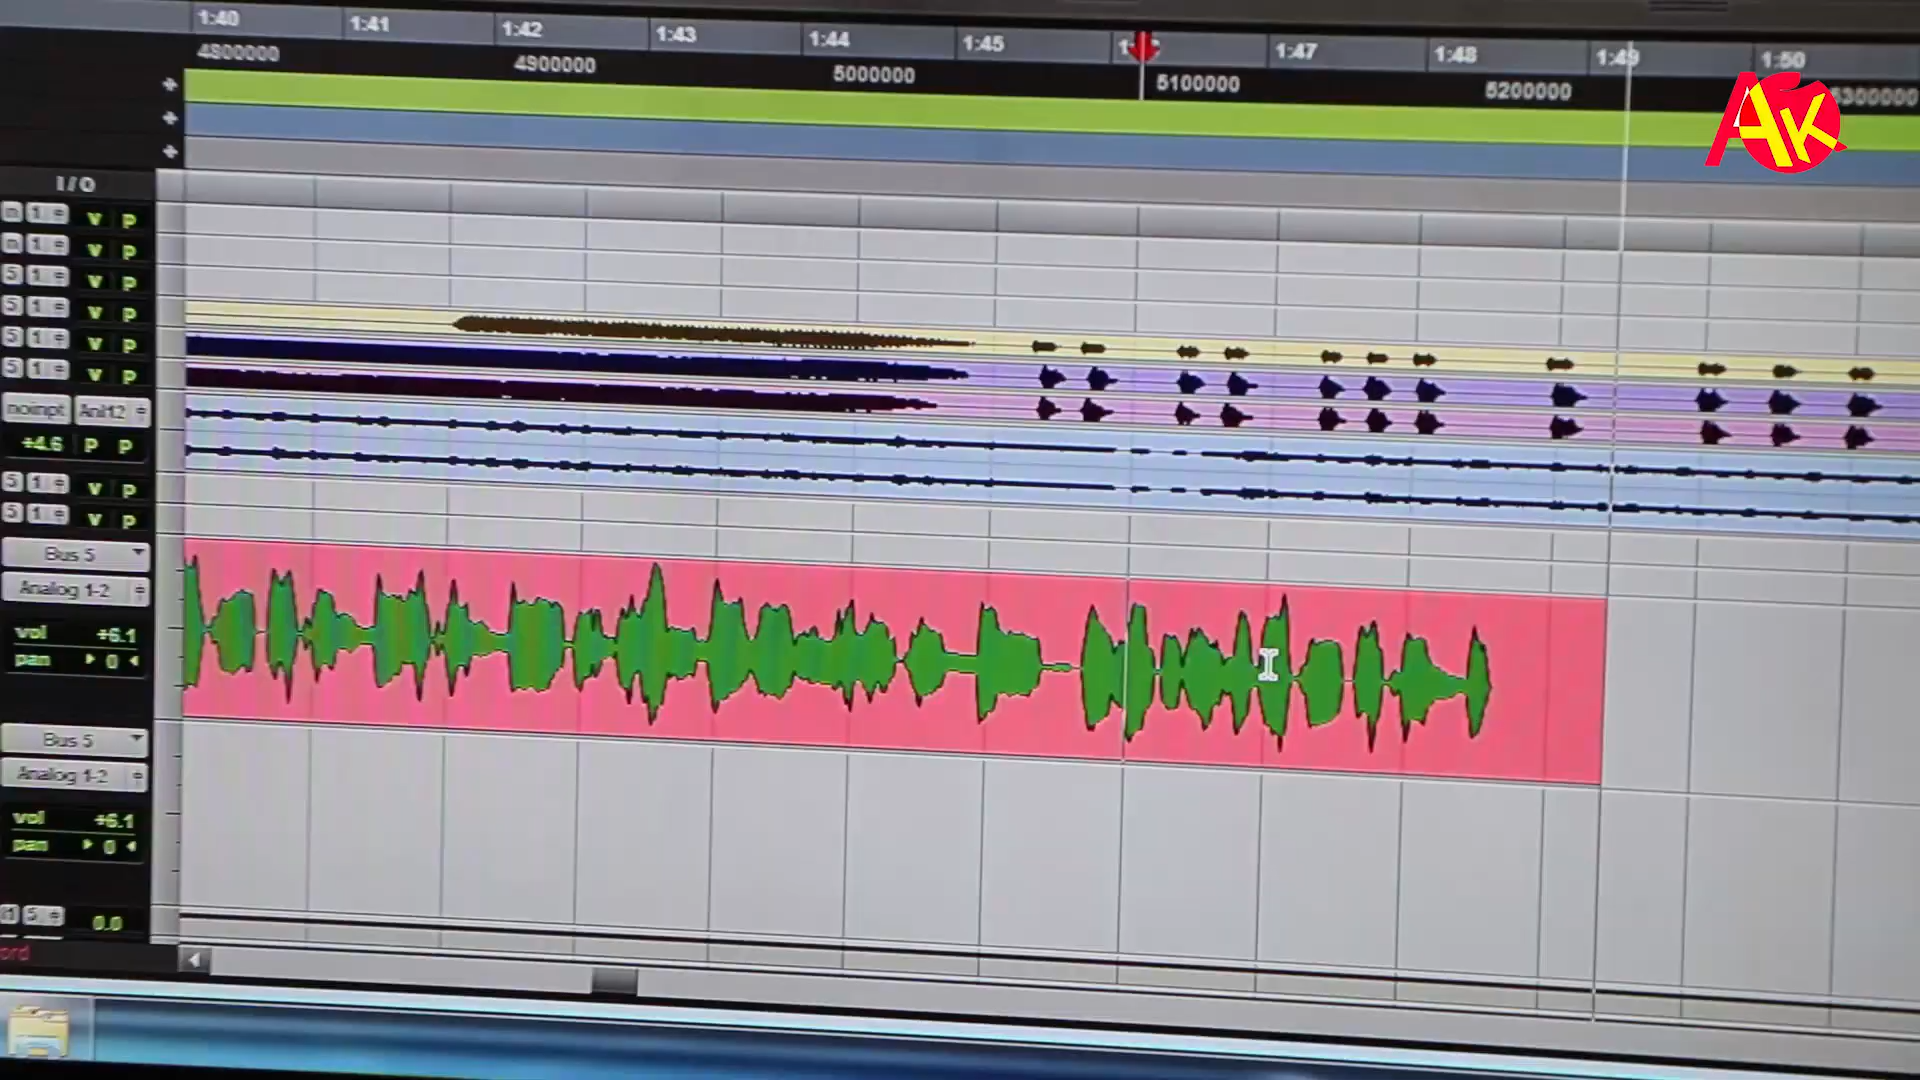 1:40 1:41 1:42 1:43 1:44 1:45 1:47 1:48 1:49 1:50
4800000 4900000 5000000 5100000 5200000 5300000
AK
I/O
1 v p
1 v p
5 1 v p
5 1 v p
5 1 v p
5 1 v p
noinpt Anl12
+4.6 P P
5 1 v p
5 1 v p
Bus 5
Analog 1-2
vol +6.1
pan 0
Bus 5
Analog 1-2
vol +6.1
pan 0
5 0.0
ord